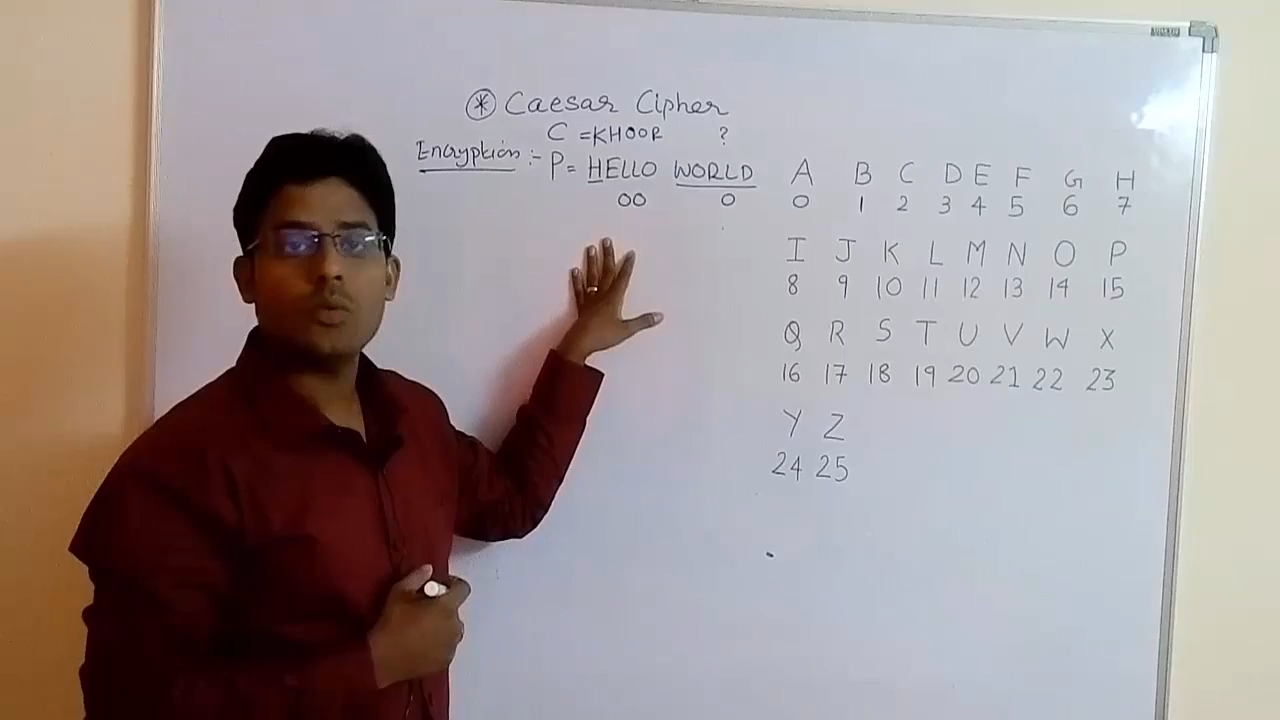 * Caesar Cipher
C = KHOOR ?
Encryption :- P = HELLO WORLD
OO O
A B C D E F G H
0 1 2 3 4 5 6 7
I J K L M N O P
8 9 10 11 12 13 14 15
Q R S T U V W X
16 17 18 19 20 21 22 23
Y Z
24 25